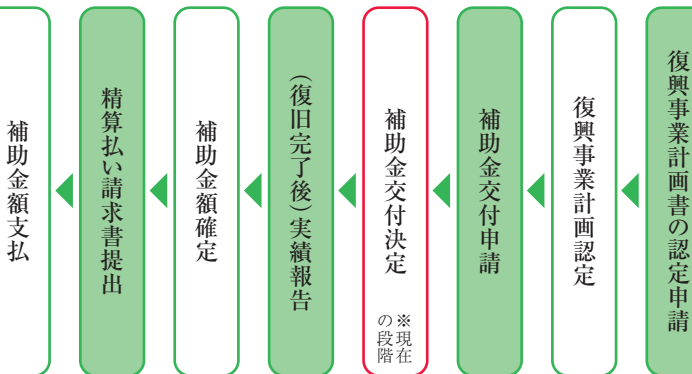 復興事業計画書の認定申請
復興事業計画認定
補助金交付申請
補助金交付決定
※現在
の段階
（復旧完了後）実績報告
補助金額確定
精算払い請求書提出
補助金額支払